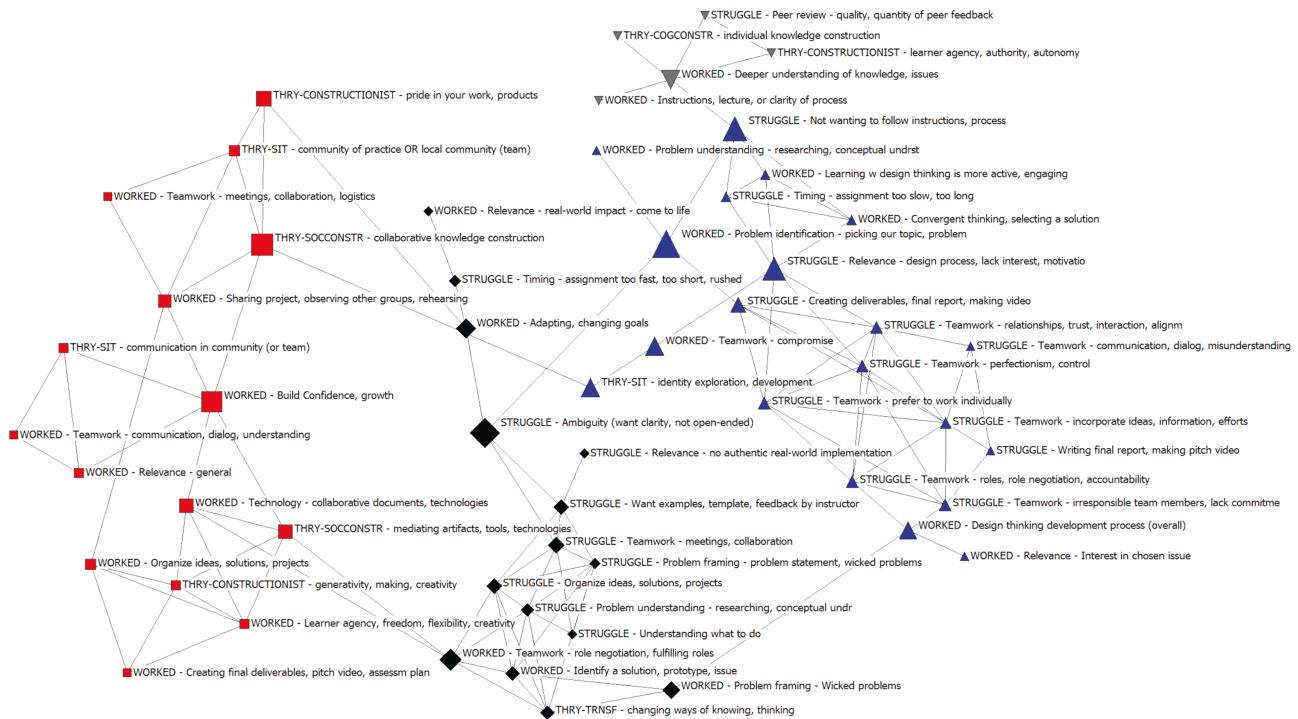 STRUGGLE - Peer review - quality, quantity of peer feedback
THRY-COGCONSTR - individual knowledge construction
THRY-CONSTRUCTIONIST - learner agency, authority, autonomy
WORKED - Deeper understanding of knowledge, issues
THRY-CONSTRUCTIONIST - pride in your work, products
WORKED - Instructions, lecture, or clarity of process
STRUGGLE - Not wanting to follow instructions, process
THRY-SIT - community of practice OR local community (team)
WORKED - Problem understanding - researching, conceptual undrst
WORKED - Learning w design thinking is more active, engaging
WORKED - Teamwork - meetings, collaboration, logistics
STRUGGLE - Timing - assignment too slow, too long
WORKED - Relevance - real-world impact - come to life
WORKED - Convergent thinking, selecting a solution
WORKED - Problem identification - picking our topic, problem
THRY-SOCCONSTR - collaborative knowledge construction
STRUGGLE - Relevance - design process, lack interest, motivatio
STRUGGLE - Timing - assignment too fast, too short, rushed
WORKED - Sharing project, observing other groups, rehearsing
STRUGGLE - Creating deliverables, final report, making video
WORKED - Adapting, changing goals
STRUGGLE - Teamwork - relationships, trust, interaction, alignm
WORKED - Teamwork - compromise
STRUGGLE - Teamwork - communication, dialog, misunderstanding
THRY-SIT - communication in community (or team)
STRUGGLE - Teamwork - perfectionism, control
THRY-SIT - identity exploration, development
WORKED - Build Confidence, growth
STRUGGLE - Teamwork - prefer to work individually
STRUGGLE - Ambiguity (want clarity, not open-ended)
STRUGGLE - Teamwork - incorporate ideas, information, efforts
WORKED - Teamwork - communication, dialog, understanding
STRUGGLE - Relevance - no authentic real-world implementation
STRUGGLE - Writing final report, making pitch video
WORKED - Relevance - general
STRUGGLE - Teamwork - roles, role negotiation, accountability
WORKED - Technology - collaborative documents, technologies
STRUGGLE - Want examples, template, feedback by instructor
STRUGGLE - Teamwork - irresponsible team members, lack commitme
THRY-SOCCONSTR - mediating artifacts, tools, technologies
WORKED - Design thinking development process (overall)
STRUGGLE - Teamwork - meetings, collaboration
WORKED - Relevance - Interest in chosen issue
WORKED - Organize ideas, solutions, projects
STRUGGLE - Problem framing - problem statement, wicked problems
THRY-CONSTRUCTIONIST - generativity, making, creativity
STRUGGLE - Organize ideas, solutions, projects
STRUGGLE - Problem understanding - researching, conceptual undr
WORKED - Learner agency, freedom, flexibility, creativity
STRUGGLE - Understanding what to do
WORKED - Teamwork - role negotiation, fulfilling roles
WORKED - Creating final deliverables, pitch video, assessm plan
WORKED - Identify a solution, prototype, issue
WORKED - Problem framing - Wicked problems
THRY-TRNSF - changing ways of knowing, thinking